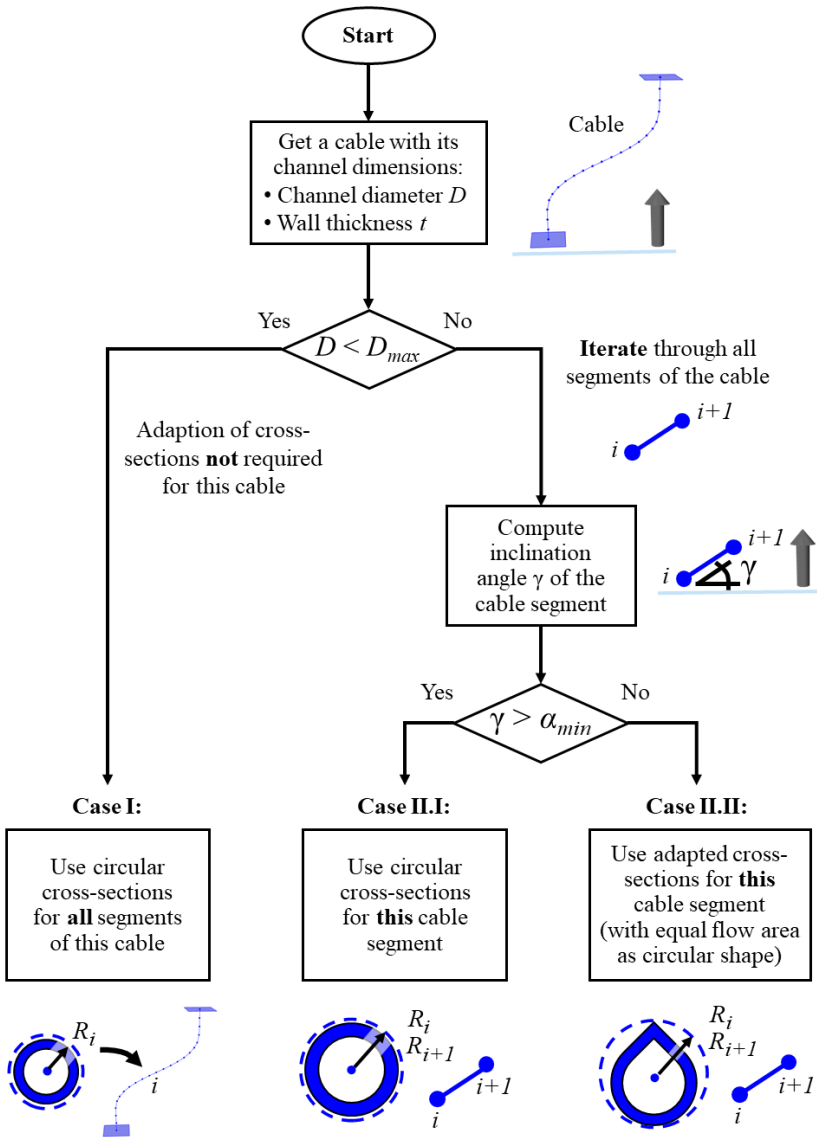 Start
Get a cable with its
channel dimensions:
• Channel diameter D
• Wall thickness t
Cable
Yes
No
D < Dmax
Iterate through all
segments of the cable
i
i+1
Adaption of cross-
sections not required
for this cable
Compute
inclination
angle γ of the
cable segment
i
i+1
γ
Yes
No
γ > αmin
Case I:
Use circular
cross-sections
for all segments
of this cable
Case II.I:
Use circular
cross-sections
for this cable
segment
Case II.II:
Use adapted cross-
sections for this
cable segment
(with equal flow area
as circular shape)
Ri
i
Ri
Ri+1
i
i+1
Ri
Ri+1
i
i+1